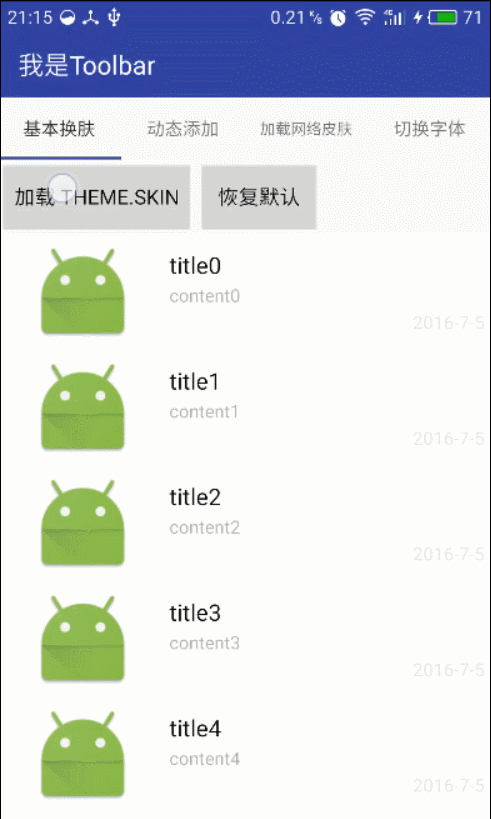 21:15 0.21 K/s 4G 71
我是Toolbar
基本换肤 动态添加 加载网络皮肤 切换字体
加载 THEME.SKIN 恢复默认
title0
content0
2016-7-5
title1
content1
2016-7-5
title2
content2
2016-7-5
title3
content3
2016-7-5
title4
content4
2016-7-5